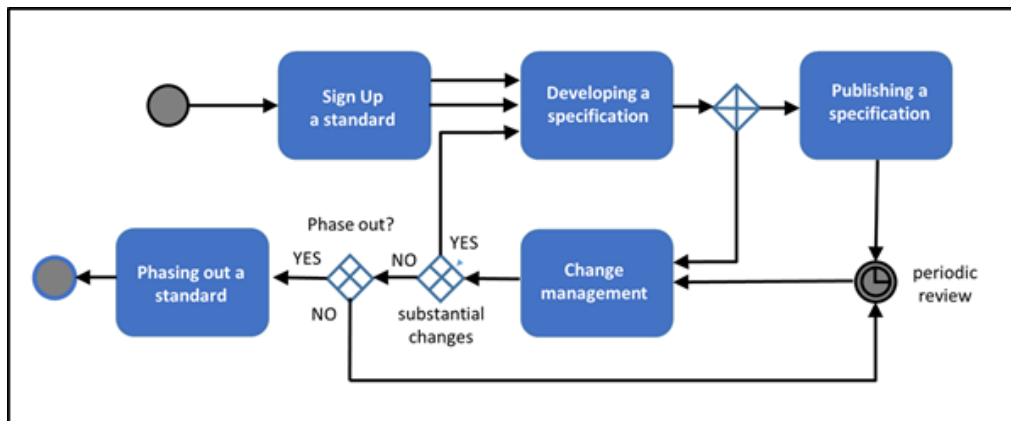 Sign Up
a standard
Developing a
specification
Publishing a
specification
Phase out?
YES
NO
YES
NO
substantial
changes
Phasing out a
standard
Change
management
periodic
review